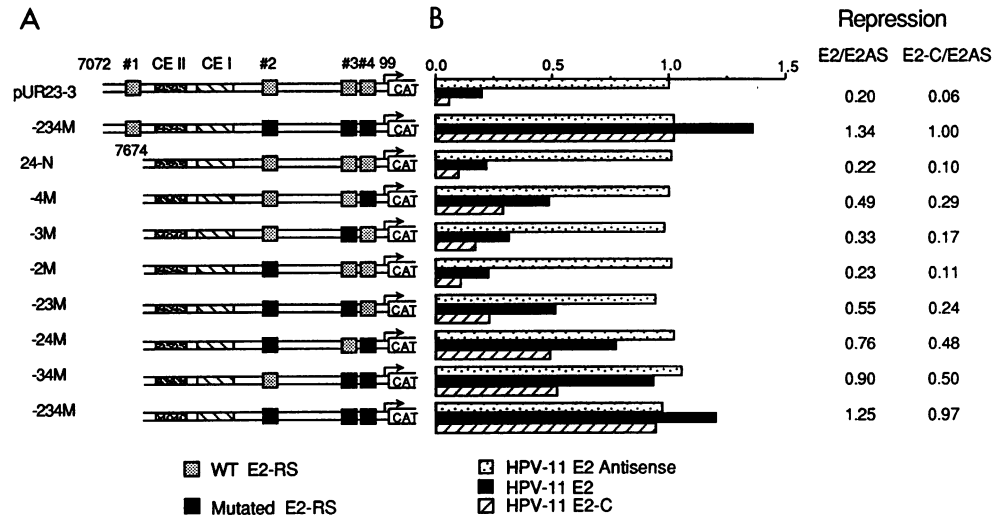 A
B
Repression
7072 #1 CE II CE I #2 #3 #4 99
0.0 0.5 1.0 1.5
E2/E2AS E2-C/E2AS
pUR23-3 CAT 0.20 0.06
-234M CAT 1.34 1.00
7674
24-N CAT 0.22 0.10
-4M CAT 0.49 0.29
-3M CAT 0.33 0.17
-2M CAT 0.23 0.11
-23M CAT 0.55 0.24
-24M CAT 0.76 0.48
-34M CAT 0.90 0.50
-234M CAT 1.25 0.97
WT E2-RS
Mutated E2-RS
HPV-11 E2 Antisense
HPV-11 E2
HPV-11 E2-C